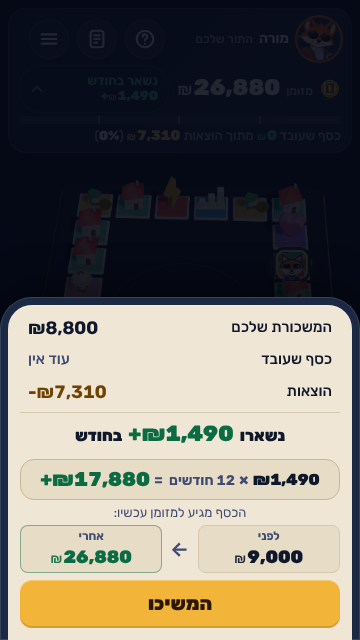 מורה התור שלכם
מזומן 26,880 ₪
נשאר בחודש
+₪1,490
כסף שעובד ₪0 מתוך הוצאות ₪7,310 (0%)
המשכורת שלכם ₪8,800
כסף שעובד עוד אין
הוצאות -₪7,310
נשארו +₪1,490 בחודש
₪1,490 × 12 חודשים = +₪17,880
הכסף מגיע למזומן עכשיו:
לפני
9,000 ₪
←
אחרי
26,880 ₪
המשיכו